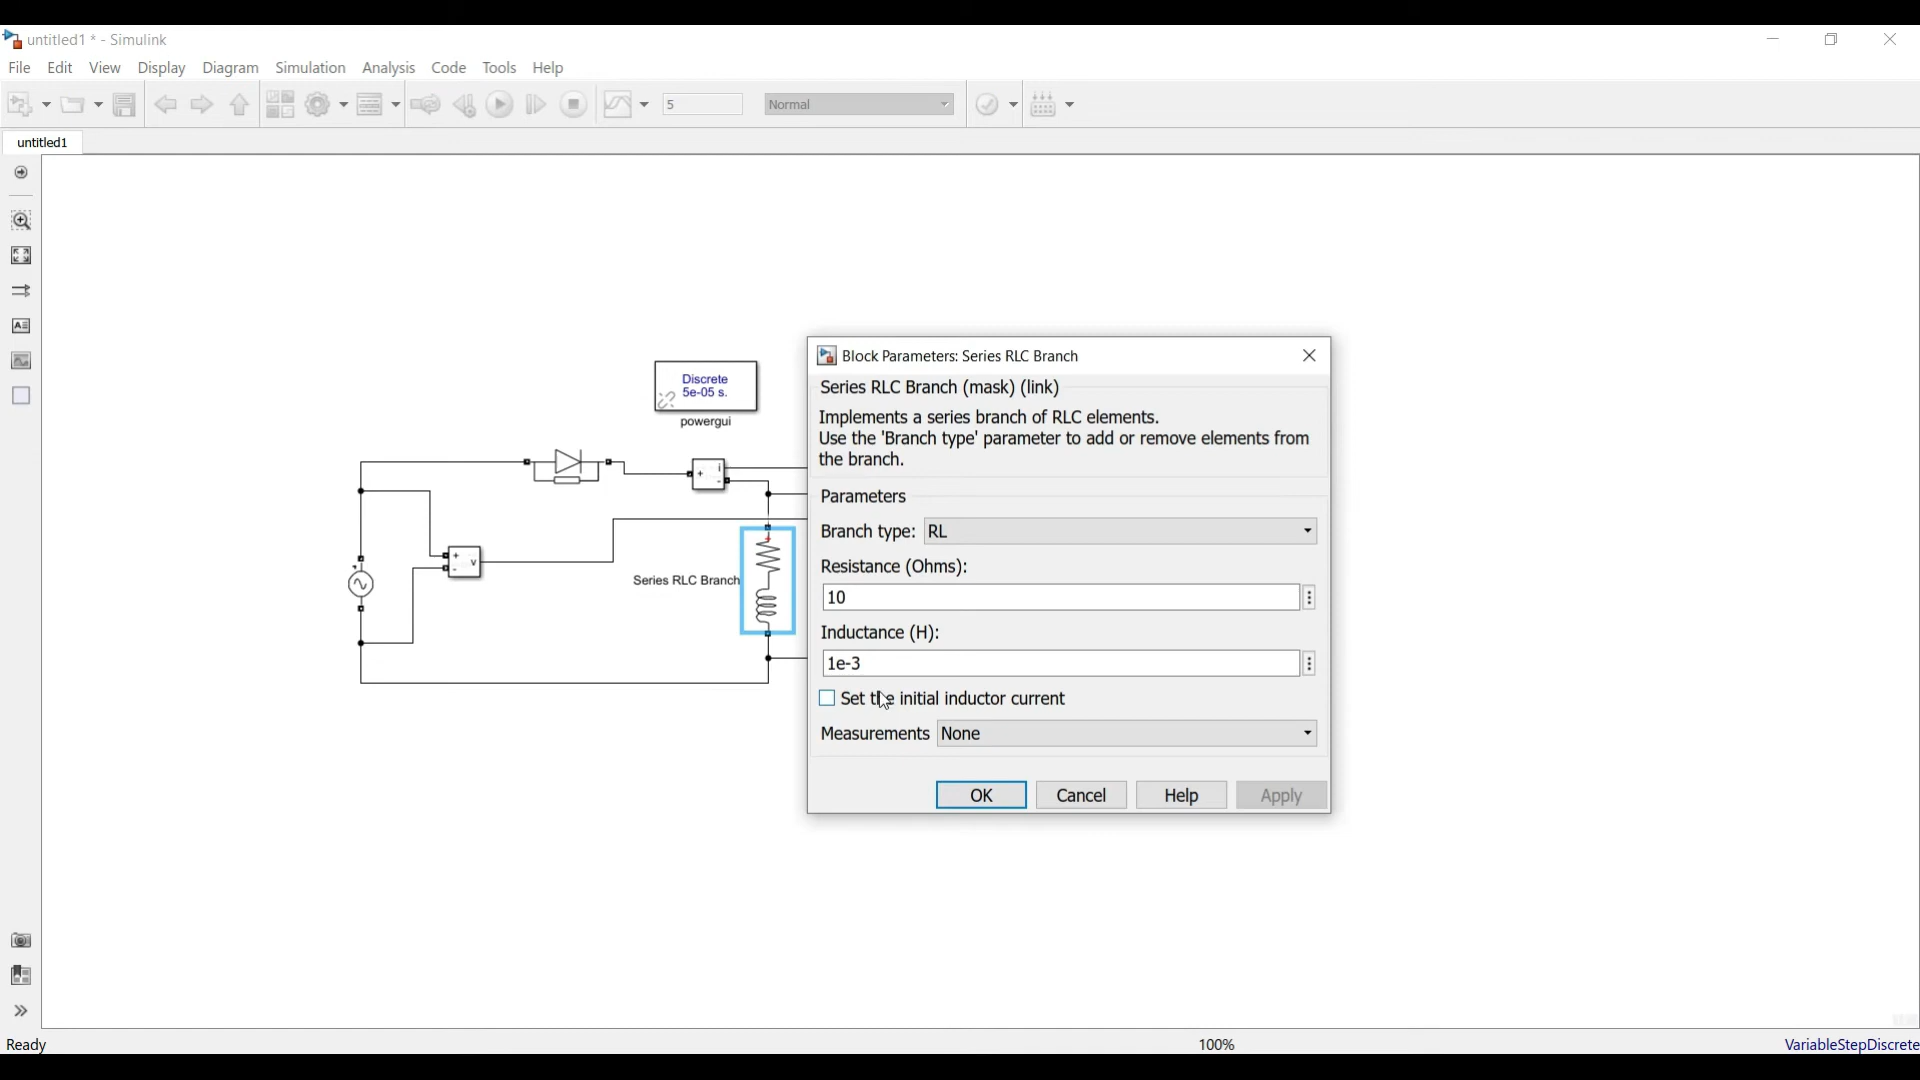 untitled1 * - Simulink
File Edit View Display Diagram Simulation Analysis Code Tools Help
5 Normal
untitled1
Discrete
5e-05 s.
powergui
+ i
-
+ v
-
Series RLC Branch
Block Parameters: Series RLC Branch
Series RLC Branch (mask) (link)
Implements a series branch of RLC elements.
Use the 'Branch type' parameter to add or remove elements from
the branch.
Parameters
Branch type: RL
Resistance (Ohms):
10
Inductance (H):
1e-3
Set the initial inductor current
Measurements None
OK Cancel Help Apply
Ready 100% VariableStepDiscrete